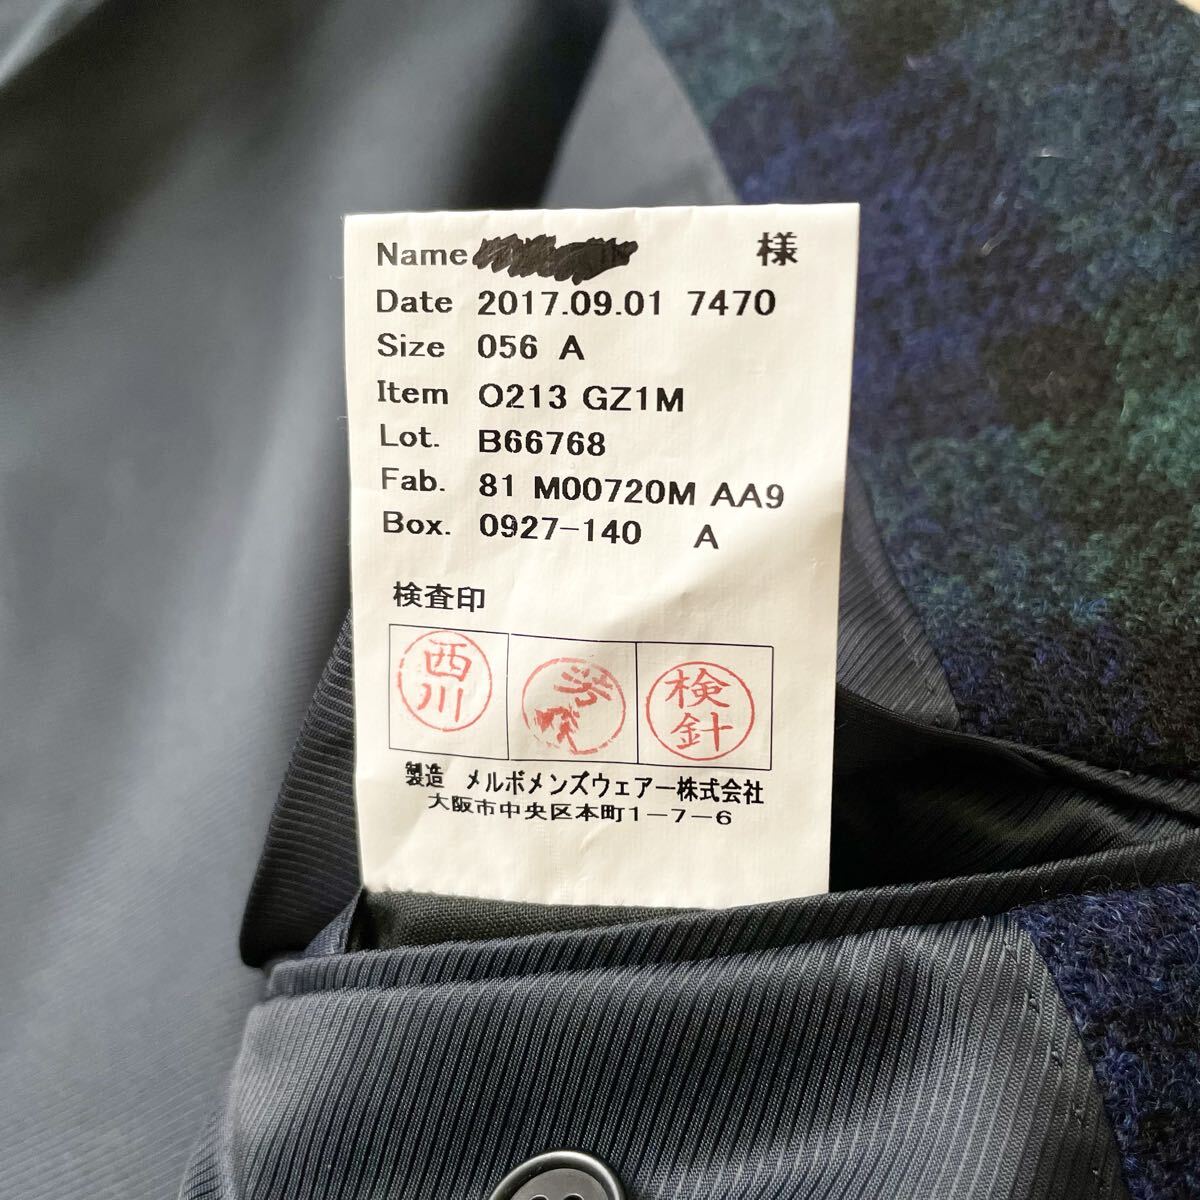 Name 様
Date 2017.09.01 7470
Size 056 A
Item O213 GZ1M
Lot. B66768
Fab. 81 M00720M AA9
Box. 0927-140 A
検査印
西川
検針
製造 メルボメンズウェアー株式会社
大阪市中央区本町1-7-6